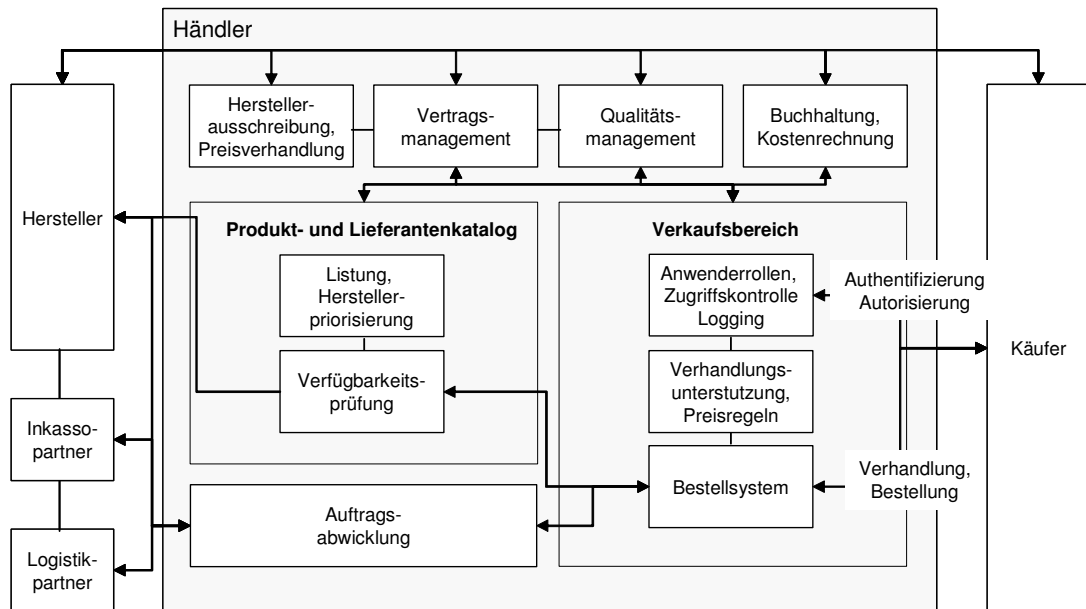 Händler
Hersteller-
ausschreibung,
Preisverhandlung
Vertrags-
management
Qualitäts-
management
Buchhaltung,
Kostenrechnung
Hersteller
Produkt- und Lieferantenkatalog
Listung,
Hersteller-
priorisierung
Verfügbarkeits-
prüfung
Verkaufsbereich
Anwenderrollen,
Zugriffskontrolle
Logging
Verhandlungs-
unterstutzung,
Preisregeln
Bestellsystem
Authentifizierung
Autorisierung
Verhandlung,
Bestellung
Käufer
Inkasso-
partner
Auftrags-
abwicklung
Logistik-
partner